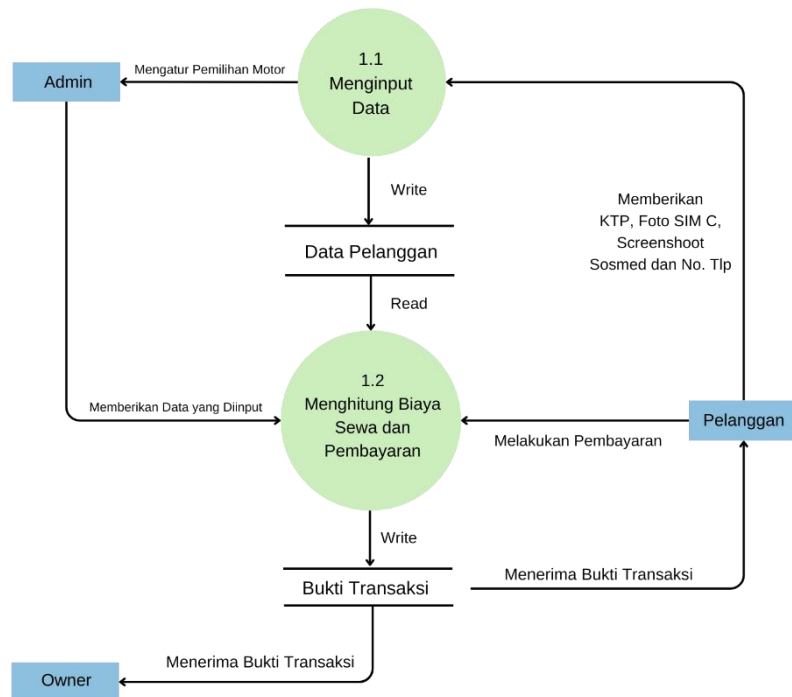 1.1
Menginput
Data
Mengatur Pemilihan Motor
Admin
Write
Memberikan
KTP, Foto SIM C,
Screenshoot
Sosmed dan No. Tlp
Data Pelanggan
Read
1.2
Menghitung Biaya
Sewa dan
Pembayaran
Memberikan Data yang Diinput
Pelanggan
Melakukan Pembayaran
Write
Bukti Transaksi
Menerima Bukti Transaksi
Menerima Bukti Transaksi
Owner